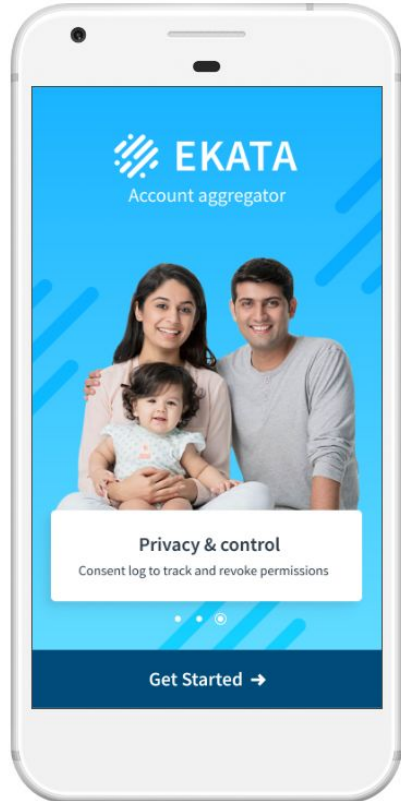 EKATA
Account aggregator
Privacy & control
Consent log to track and revoke permissions
Get Started →